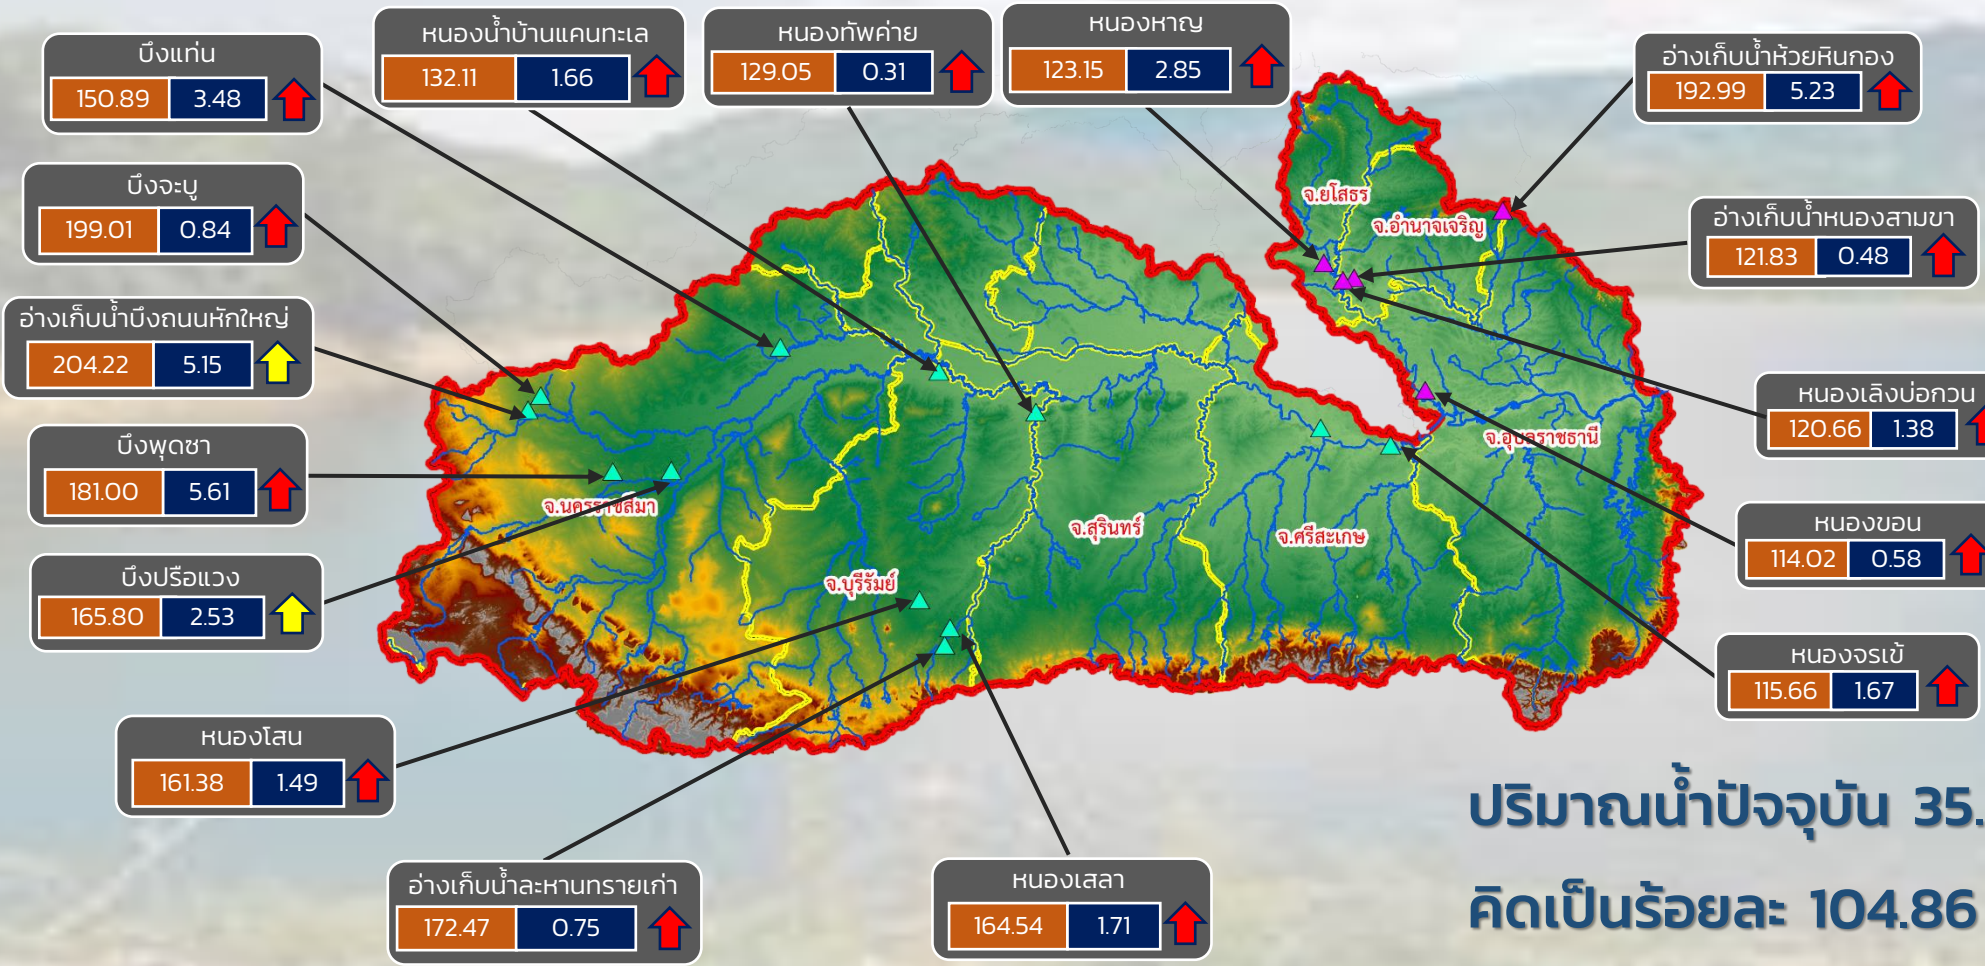 บึงแท่น
150.89 3.48
หนองน้ำบ้านแคนทะเล
132.11 1.66
หนองทัพค่าย
129.05 0.31
หนองหาญ
123.15 2.85
อ่างเก็บน้ำห้วยหินกอง
192.99 5.23
บึงจะบู
199.01 0.84
อ่างเก็บน้ำหนองสามขา
121.83 0.48
อ่างเก็บน้ำบึงถนนหักใหญ่
204.22 5.15
หนองเลิงบ่อกวน
120.66 1.38
บึงพุดซา
181.00 5.61
หนองขอน
114.02 0.58
บึงปรือแวง
165.80 2.53
หนองจรเข้
115.66 1.67
หนองโสน
161.38 1.49
อ่างเก็บน้ำละหานทรายเก่า
172.47 0.75
หนองเสลา
164.54 1.71
จ.ยโสธร
จ.อำนาจเจริญ
จ.อุบลราชธานี
จ.นครราชสีมา
จ.สุรินทร์
จ.ศรีสะเกษ
จ.บุรีรัมย์
ปริมาณน้ำปัจจุบัน 35.
คิดเป็นร้อยละ 104.86